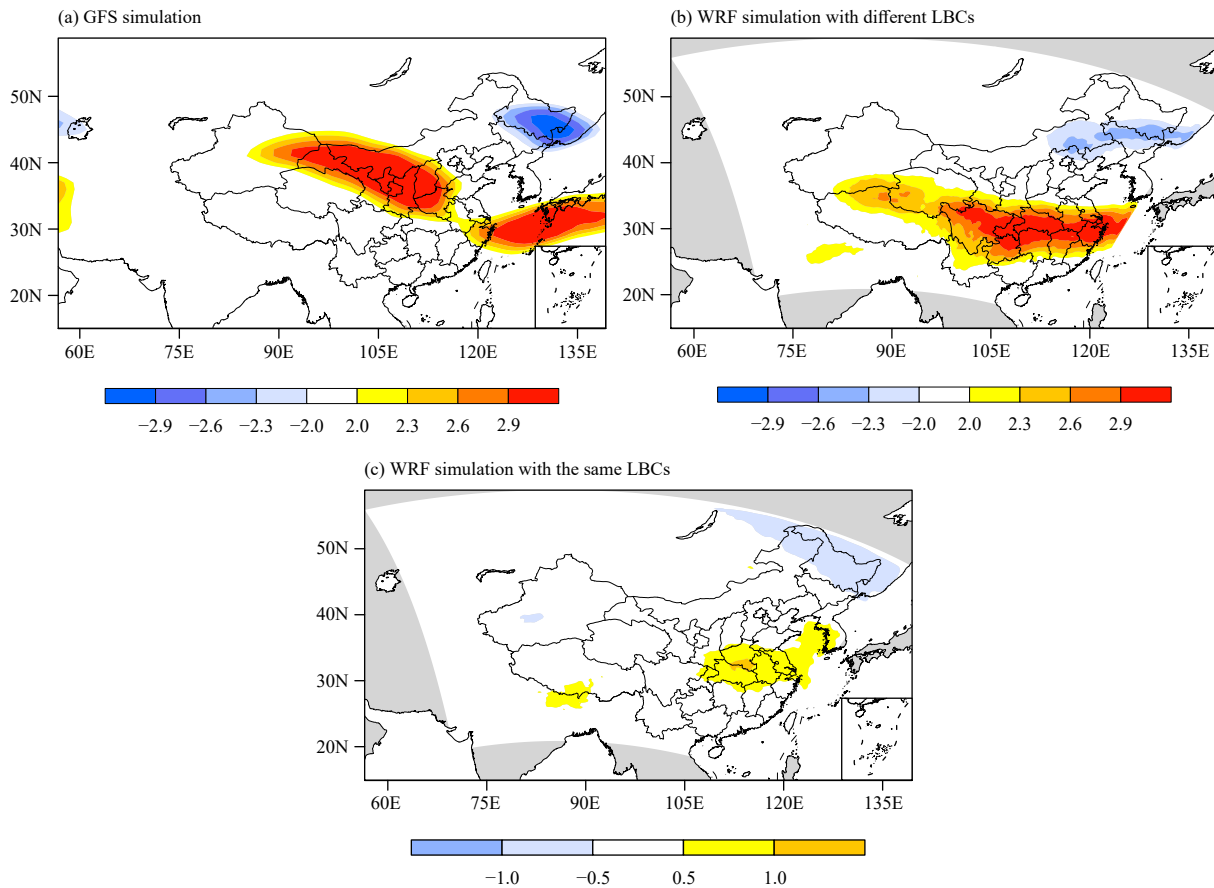 (a) GFS simulation
50N
40N
30N
20N
60E 75E 90E 105E 120E 135E
−2.9 −2.6 −2.3 −2.0 2.0 2.3 2.6 2.9
(b) WRF simulation with different LBCs
50N
40N
30N
20N
60E 75E 90E 105E 120E 135E
−2.9 −2.6 −2.3 −2.0 2.0 2.3 2.6 2.9
(c) WRF simulation with the same LBCs
50N
40N
30N
20N
60E 75E 90E 105E 120E 135E
−1.0 −0.5 0.5 1.0